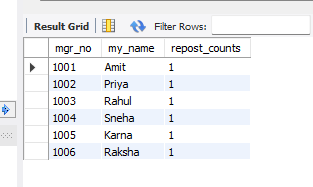 Result Grid Filter Rows:
mgr_no my_name repost_counts
1001 Amit 1
1002 Priya 1
1003 Rahul 1
1004 Sneha 1
1005 Karna 1
1006 Raksha 1